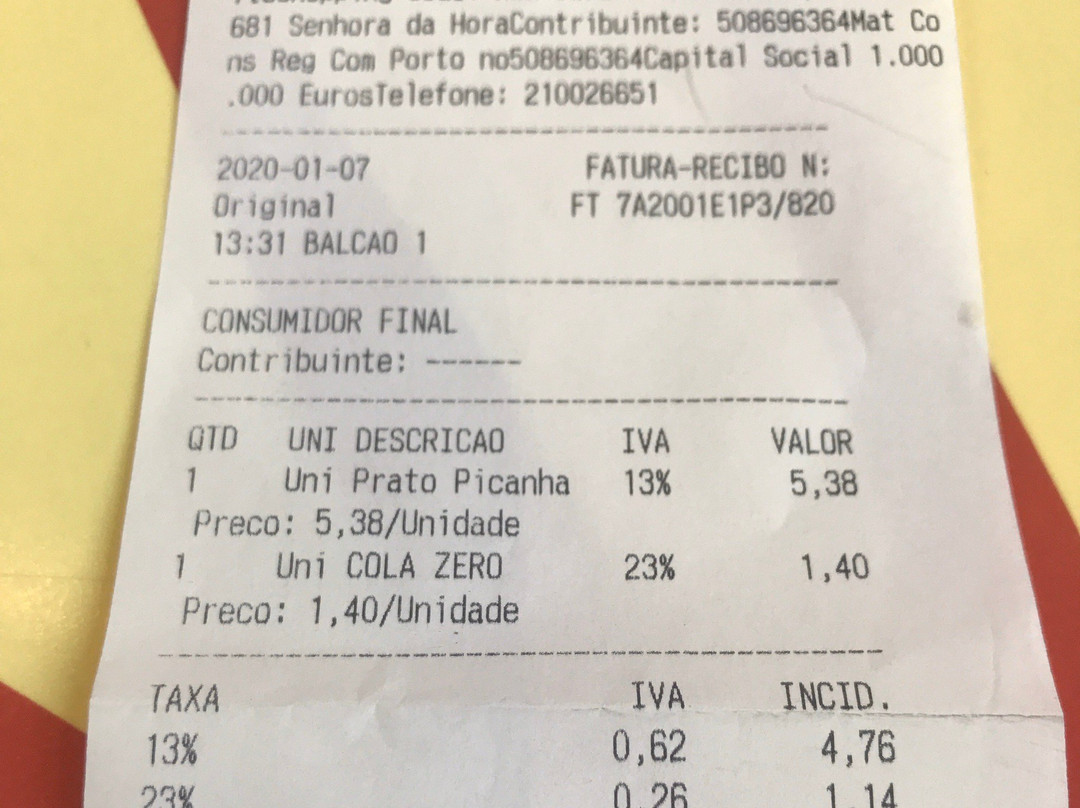 681 Senhora da HoraContribuinte: 508696364Mat Co
ns Reg Com Porto no508696364Capital Social 1.000
.000 EurosTelefone: 210026651
2020-01-07 FATURA-RECIBO N:
Original FT 7A2001E1P3/820
13:31 BALCAO 1
CONSUMIDOR FINAL
Contribuinte: ------
QTD UNI DESCRICAO IVA VALOR
1 Uni Prato Picanha 13% 5,38
Preco: 5,38/Unidade
1 Uni COLA ZERO 23% 1,40
Preco: 1,40/Unidade
TAXA IVA INCID.
13% 0,62 4,76
23% 0,26 1,14